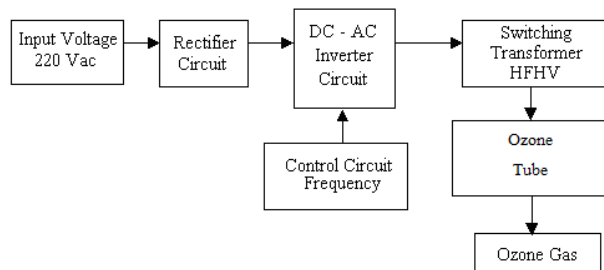 Input Voltage
220 Vac
Rectifier
Circuit
DC - AC
Inverter
Circuit
Switching
Transformer
HFHV
Control Circuit
Frequency
Ozone
Tube
Ozone Gas